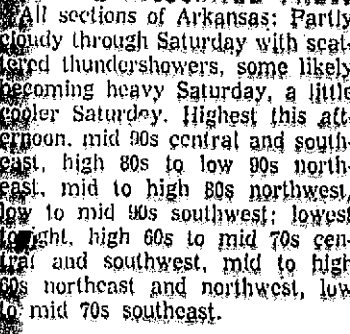 All sections of Arkansas: Partly
cloudy through Saturday with scat-
tered thundershowers, some likely
becoming heavy Saturday, a little
cooler Saturday. Highest this aft-
ernoon, mid 90s central and south-
east, high 80s to low 90s north-
east, mid to high 80s northwest,
low to mid 90s southwest; lowest
tonight, high 60s to mid 70s cen-
tral and southwest, mid to high
60s northeast and northwest, low
to mid 70s southeast.